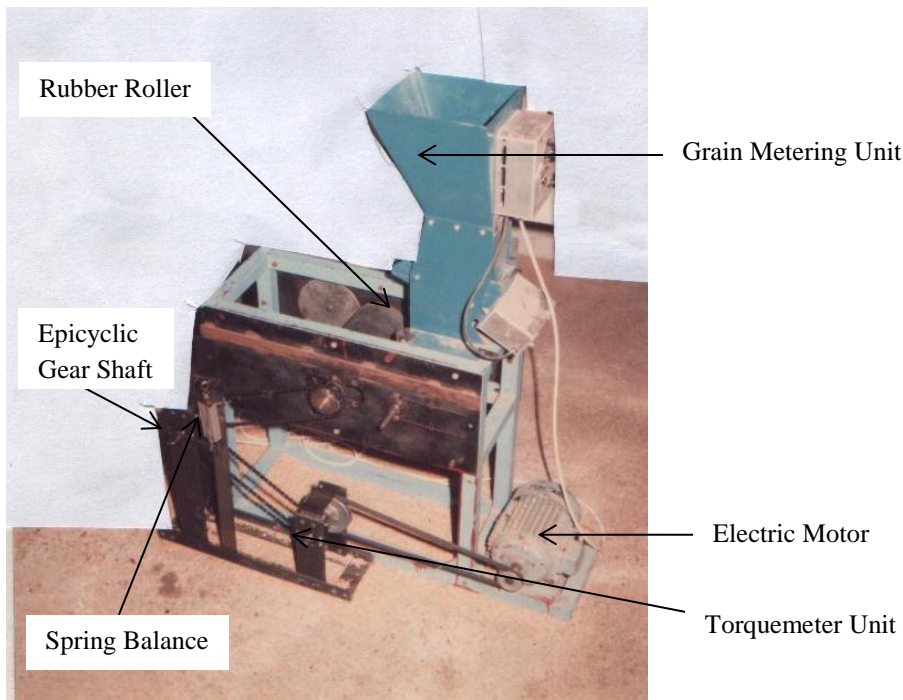 Rubber Roller
Grain Metering Unit
Epicyclic
Gear Shaft
Electric Motor
Torquemeter Unit
Spring Balance